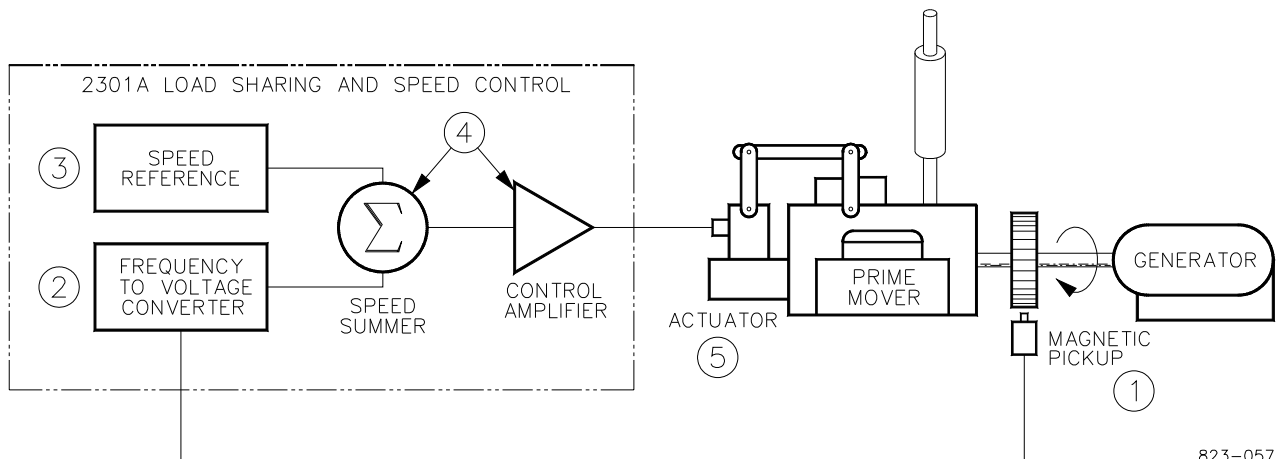 2301A LOAD SHARING AND SPEED CONTROL
3
SPEED
REFERENCE
4
Σ
2
FREQUENCY
TO VOLTAGE
CONVERTER
SPEED
SUMMER
CONTROL
AMPLIFIER
ACTUATOR
5
PRIME
MOVER
GENERATOR
MAGNETIC
PICKUP
1
823-057